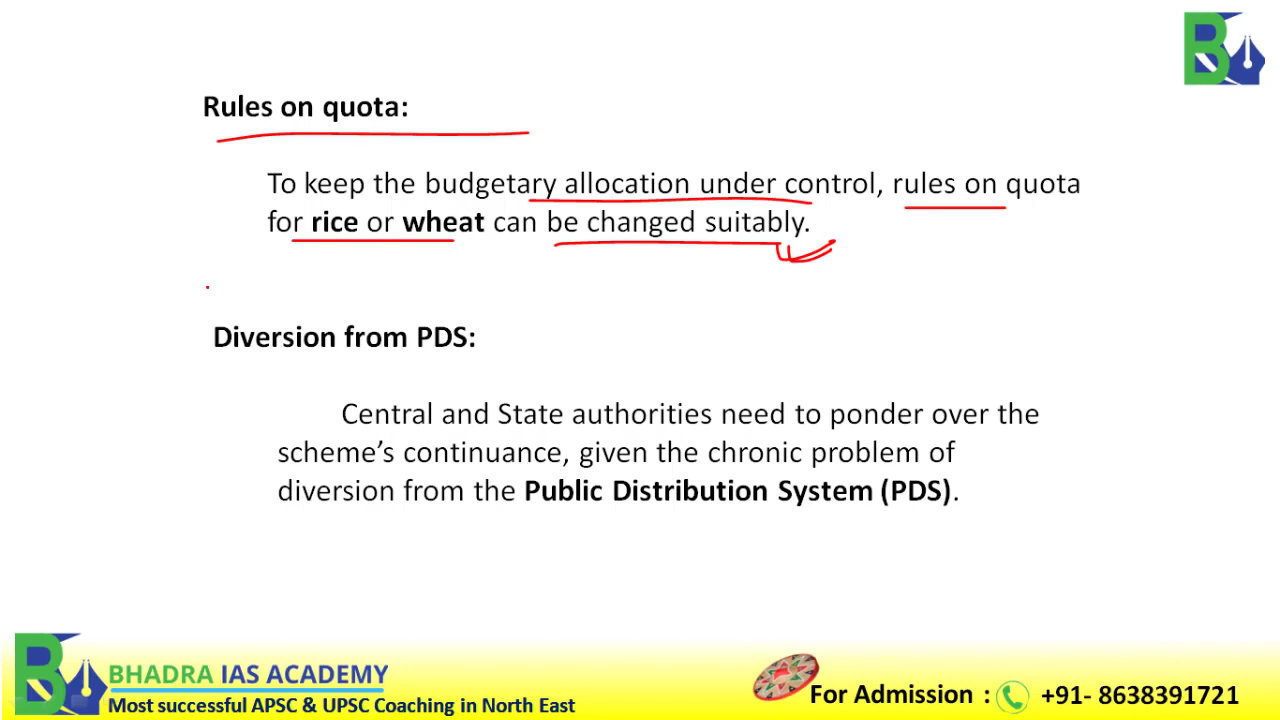 Rules on quota:
To keep the budgetary allocation under control, rules on quota
for rice or wheat can be changed suitably.
Diversion from PDS:
Central and State authorities need to ponder over the
scheme’s continuance, given the chronic problem of
diversion from the Public Distribution System (PDS).
BHADRA IAS ACADEMY
Most successful APSC & UPSC Coaching in North East
For Admission : +91- 8638391721